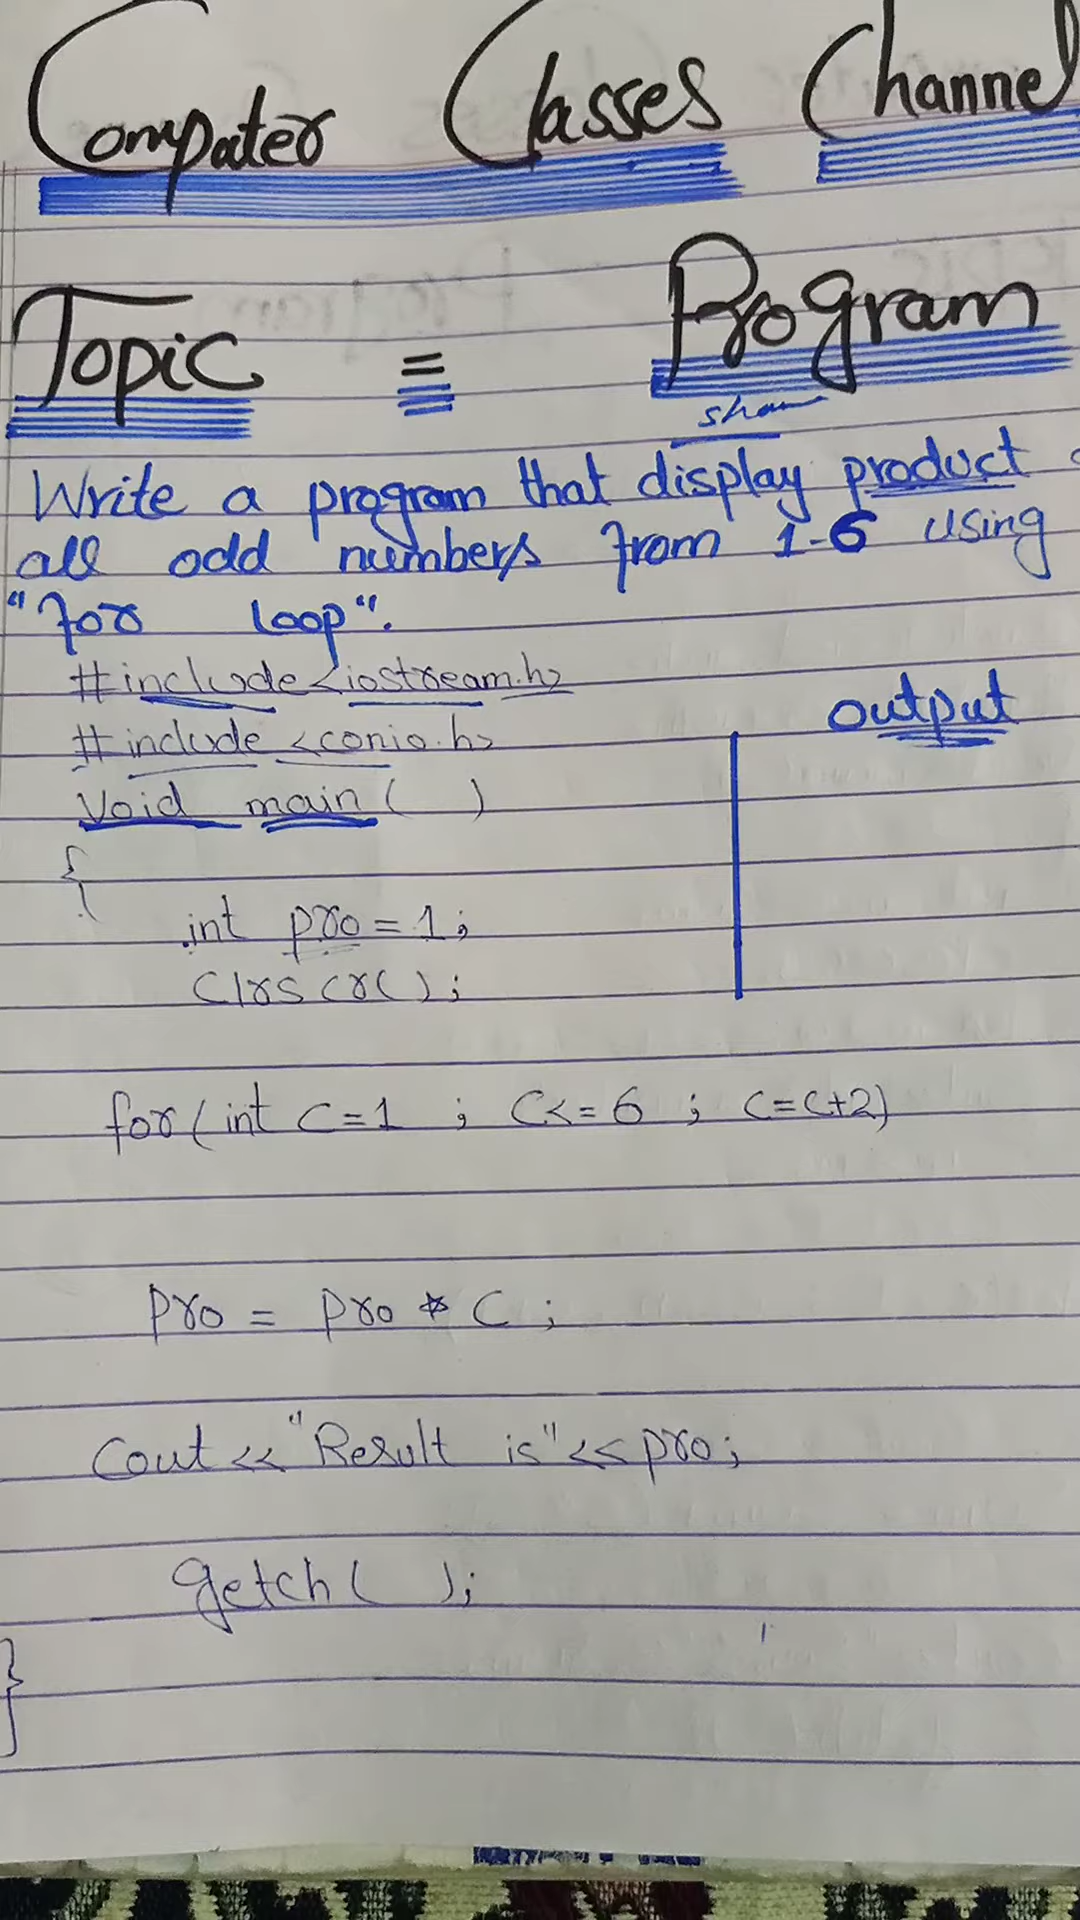 Computer Classes Channel
Topic = Program
show
Write a program that display product
all odd numbers from 1-6 using
"for loop".
#include<iostream.h>
output
#include <conio.h>
Void main( )
{
int pro=1;
Clrscr();
for(int C=1 ; C<=6 ; C=C+2)
pro = pro * C ;
Cout<<"Result is"<<pro;
getch( );
}